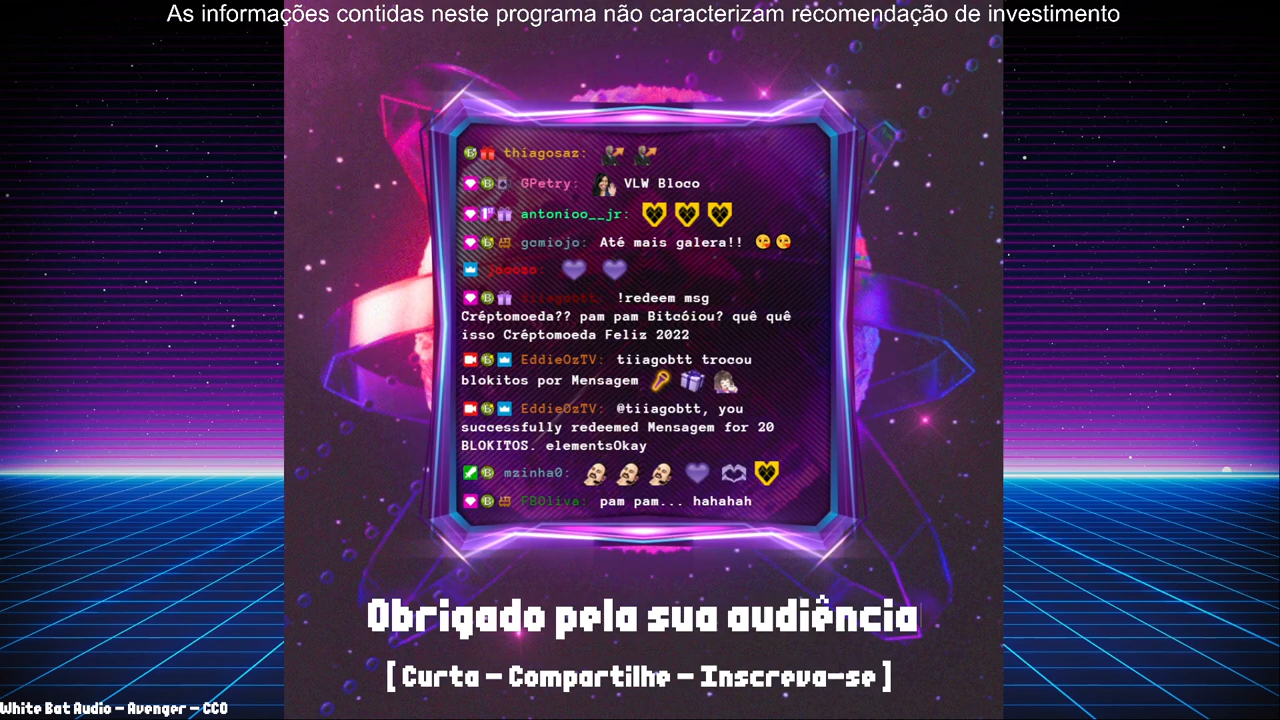 As informações contidas neste programa não caracterizam recomendação de investimento
thiagosaz:
GPetry: VLW Bloco
antonioo__jr:
gcmiojo: Até mais galera!!
tiiagobtt: !redeem msg
Créptomoeda?? pam pam Bitcóiou? quê quê
isso Créptomoeda Feliz 2022
EddieOzTV: tiiagobtt trocou
blokitos por Mensagem
EddieOzTV: @tiiagobtt, you
successfully redeemed Mensagem for 20
BLOKITOS. elementsOkay
mzinha0:
FBOliva: pam pam... hahahah
Obrigado pela sua audiência
[ Curta - Compartilhe - Inscreva-se ]
White Bat Audio - Avenger - CC0